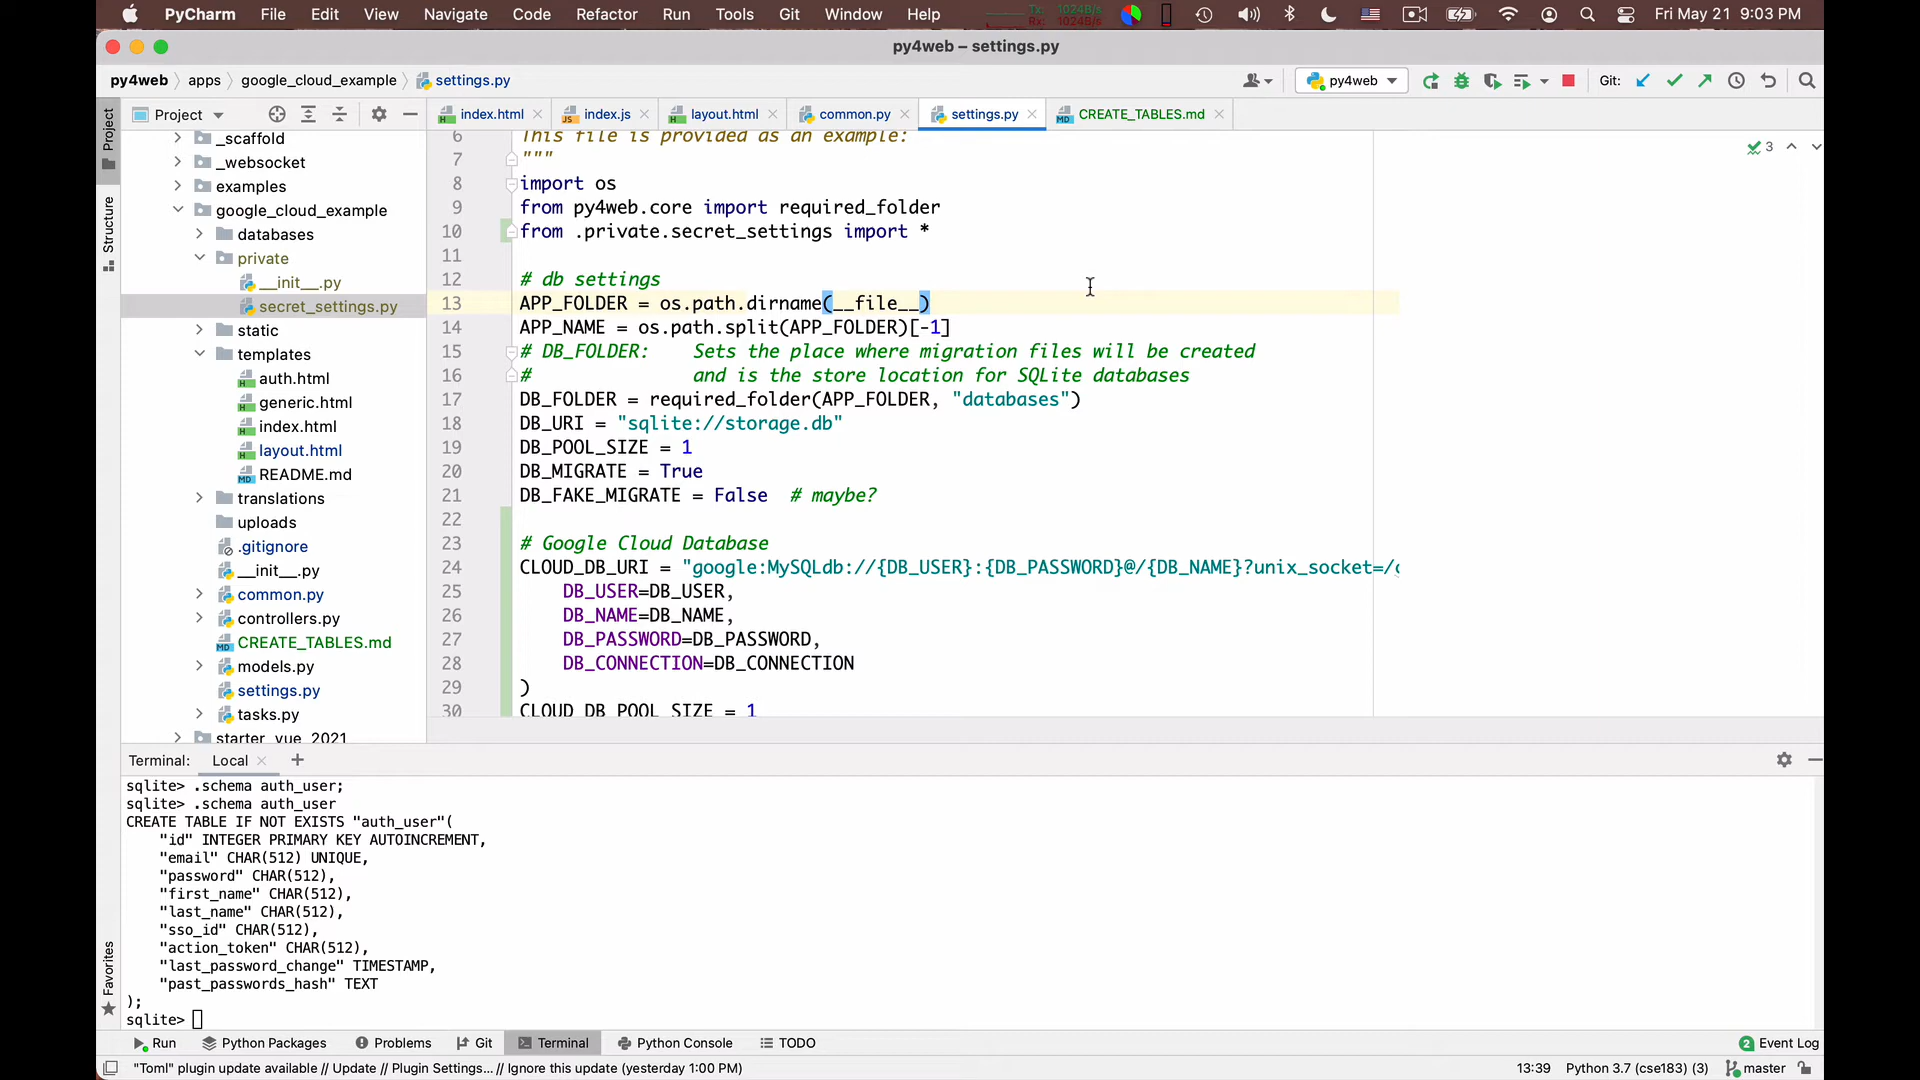 PyCharm File Edit View Navigate Code Refactor Run Tools Git Window Help Tx: 1024B/s Rx: 1024B/s Fri May 21 9:03 PM
py4web – settings.py
py4web apps google_cloud_example settings.py py4web Git:
Project index.html index.js layout.html common.py settings.py CREATE_TABLES.md
Project
Structure
Favorites
_scaffold
_websocket
examples
google_cloud_example
databases
private
__init__.py
secret_settings.py
static
templates
auth.html
generic.html
index.html
layout.html
README.md
translations
uploads
.gitignore
__init__.py
common.py
controllers.py
CREATE_TABLES.md
models.py
settings.py
tasks.py
starter_vue_2021
3
6 This file is provided as an example:
7 """
8 import os
9 from py4web.core import required_folder
10 from .private.secret_settings import *
11
12 # db settings
13 APP_FOLDER = os.path.dirname(__file__)
14 APP_NAME = os.path.split(APP_FOLDER)[-1]
15 # DB_FOLDER:    Sets the place where migration files will be created
16 #               and is the store location for SQLite databases
17 DB_FOLDER = required_folder(APP_FOLDER, "databases")
18 DB_URI = "sqlite://storage.db"
19 DB_POOL_SIZE = 1
20 DB_MIGRATE = True
21 DB_FAKE_MIGRATE = False  # maybe?
22
23 # Google Cloud Database
24 CLOUD_DB_URI = "google:MySQLdb://{DB_USER}:{DB_PASSWORD}@/{DB_NAME}?unix_socket=/
25     DB_USER=DB_USER,
26     DB_NAME=DB_NAME,
27     DB_PASSWORD=DB_PASSWORD,
28     DB_CONNECTION=DB_CONNECTION
29 )
30 CLOUD_DB_POOL_SIZE = 1
Terminal: Local
sqlite> .schema auth_user;
sqlite> .schema auth_user
CREATE TABLE IF NOT EXISTS "auth_user"(
    "id" INTEGER PRIMARY KEY AUTOINCREMENT,
    "email" CHAR(512) UNIQUE,
    "password" CHAR(512),
    "first_name" CHAR(512),
    "last_name" CHAR(512),
    "sso_id" CHAR(512),
    "action_token" CHAR(512),
    "last_password_change" TIMESTAMP,
    "past_passwords_hash" TEXT
);
sqlite>
Run Python Packages Problems Git Terminal Python Console TODO 2 Event Log
"Toml" plugin update available // Update // Plugin Settings... // Ignore this update (yesterday 1:00 PM) 13:39 Python 3.7 (cse183) (3) master